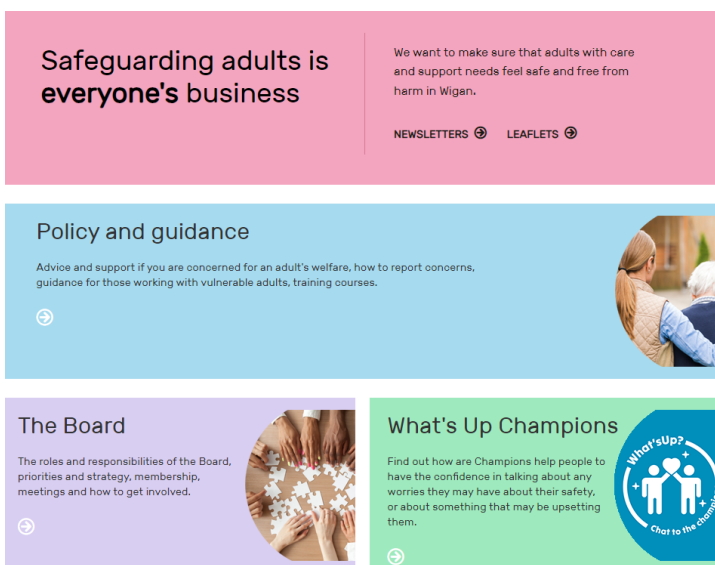 Safeguarding adults is
everyone's business
We want to make sure that adults with care
and support needs feel safe and free from
harm in Wigan.
NEWSLETTERS
LEAFLETS
Policy and guidance
Advice and support if you are concerned for an adult's welfare, how to report concerns,
guidance for those working with vulnerable adults, training courses.
The Board
The roles and responsibilities of the Board,
priorities and strategy, membership,
meetings and how to get involved.
What's Up Champions
Find out how are Champions help people to
have the confidence in talking about any
worries they may have about their safety,
or about something that may be upsetting
them.
What'sUp?
Chat to the